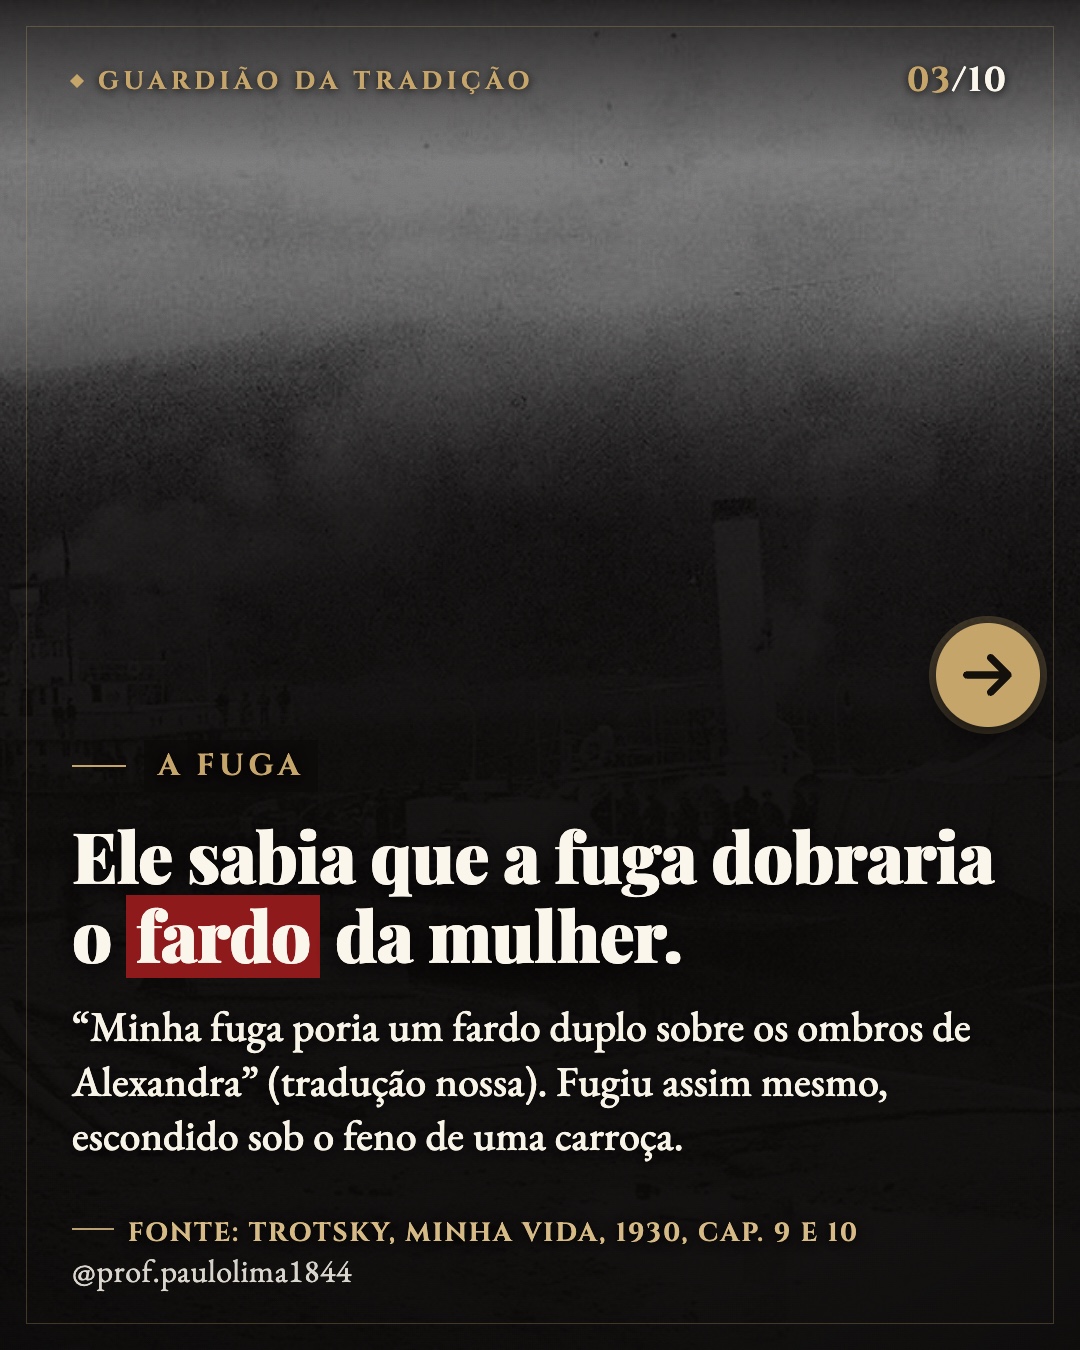 GUARDIÃO DA TRADIÇÃO
03/10
A FUGA
Ele sabia que a fuga dobraria
o fardo da mulher.
“Minha fuga poria um fardo duplo sobre os ombros de
Alexandra” (tradução nossa). Fugiu assim mesmo,
escondido sob o feno de uma carroça.
FONTE: TROTSKY, MINHA VIDA, 1930, CAP. 9 E 10
@prof.paulolima1844